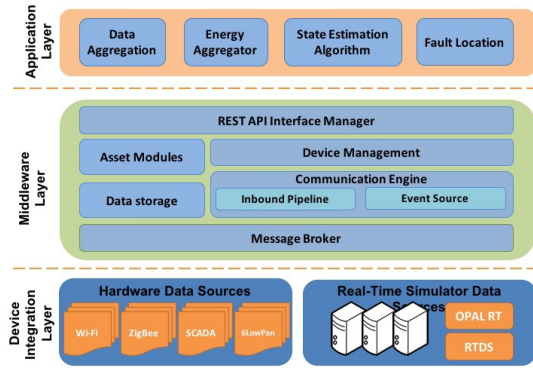 Application Layer
Data Aggregation
Energy Aggregator
State Estimation Algorithm
Fault Location
Middleware Layer
REST API Interface Manager
Asset Modules
Device Management
Data storage
Communication Engine
Inbound Pipeline
Event Source
Message Broker
Device Integration Layer
Hardware Data Sources
Wi-Fi
ZigBee
SCADA
6LowPan
Real-Time Simulator Data Sources
OPAL RT
RTDS